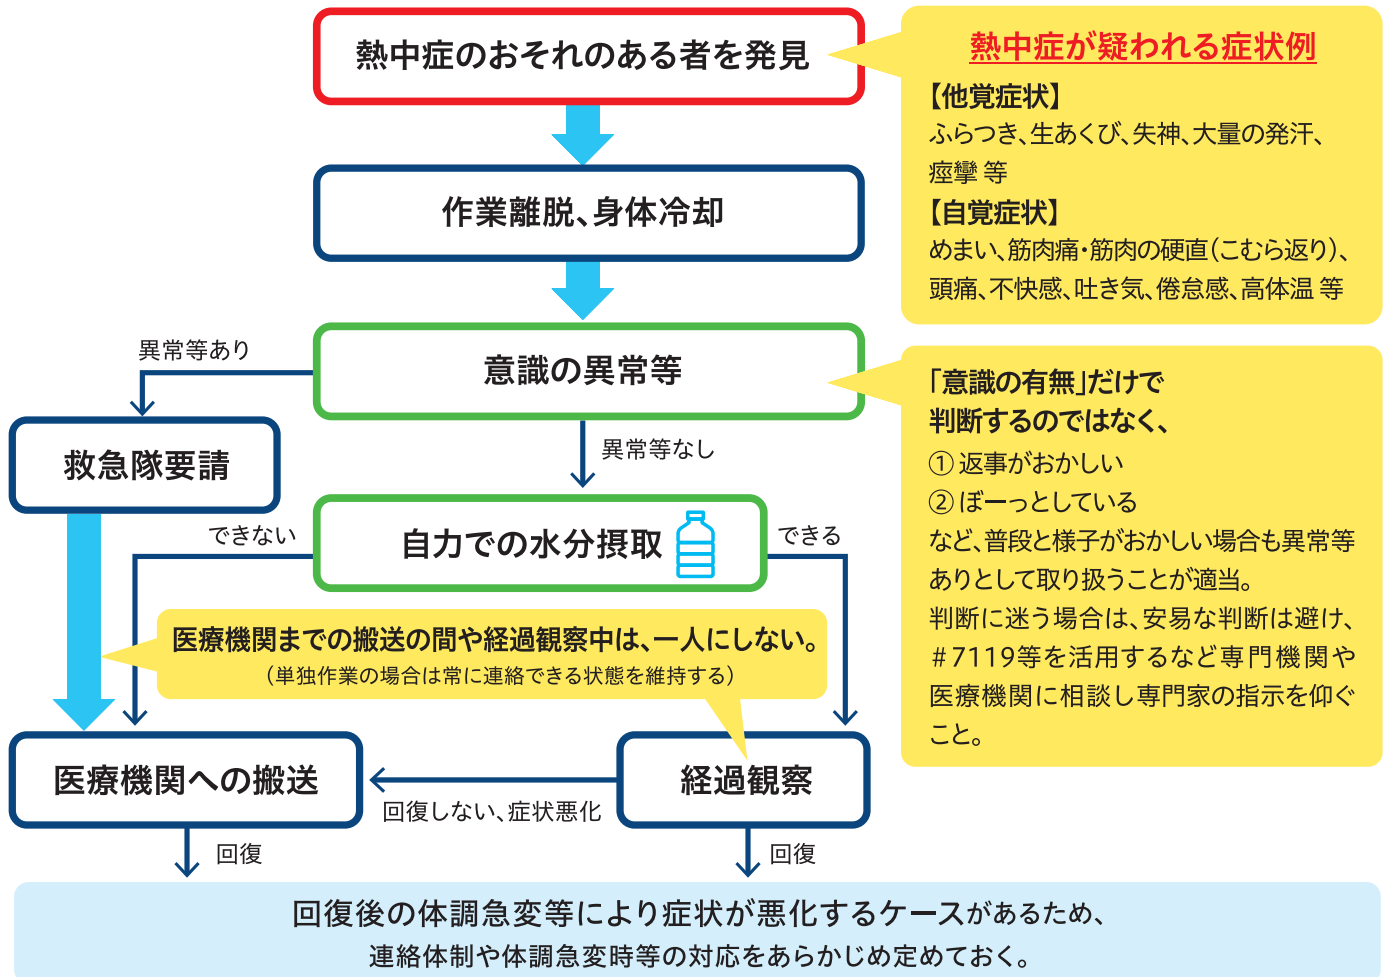 熱中症のおそれのある者を発見
熱中症が疑われる症状例
【他覚症状】
ふらつき、生あくび、失神、大量の発汗、
痙攣 等
【自覚症状】
めまい、筋肉痛・筋肉の硬直（こむら返り）、
頭痛、不快感、吐き気、倦怠感、高体温 等
作業離脱、身体冷却
意識の異常等
異常等あり
異常等なし
「意識の有無」だけで
判断するのではなく、
① 返事がおかしい
② ぼーっとしている
など、普段と様子がおかしい場合も異常等
ありとして取り扱うことが適当。
判断に迷う場合は、安易な判断は避け、
＃7119等を活用するなど専門機関や
医療機関に相談し専門家の指示を仰ぐ
こと。
救急隊要請
自力での水分摂取
できない
できる
医療機関までの搬送の間や経過観察中は、一人にしない。
（単独作業の場合は常に連絡できる状態を維持する）
医療機関への搬送
経過観察
回復しない、症状悪化
回復
回復
回復後の体調急変等により症状が悪化するケースがあるため、
連絡体制や体調急変時等の対応をあらかじめ定めておく。